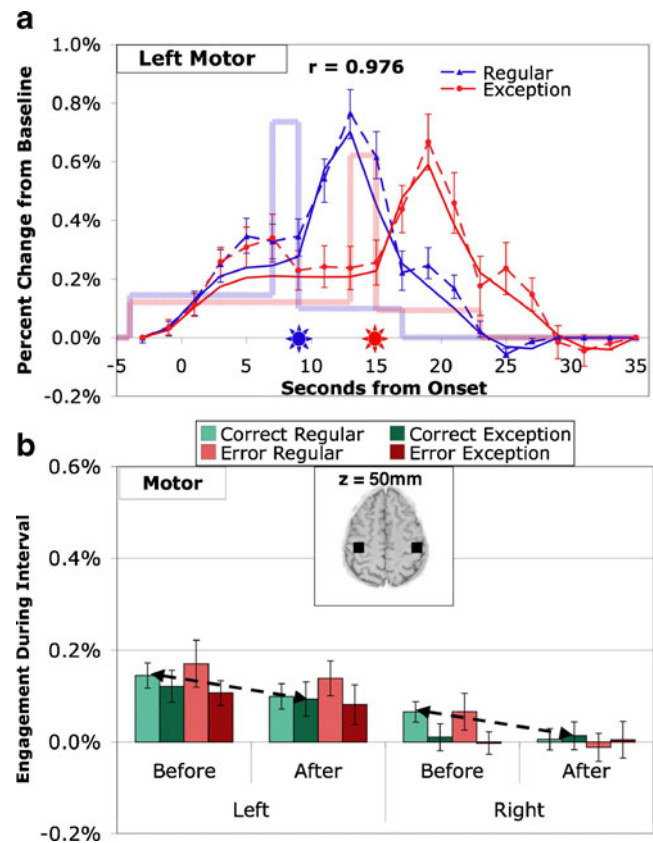 a
1.0%
Left Motor
r = 0.976
Regular
Exception
0.8%
0.6%
0.4%
0.2%
0.0%
-0.2%
Percent Change from Baseline
-5 0 5 10 15 20 25 30 35
Seconds from Onset
b
Correct Regular Correct Exception
Error Regular Error Exception
0.6%
Motor
z = 50mm
0.4%
0.2%
0.0%
-0.2%
Engagement During Interval
Before After Before After
Left Right